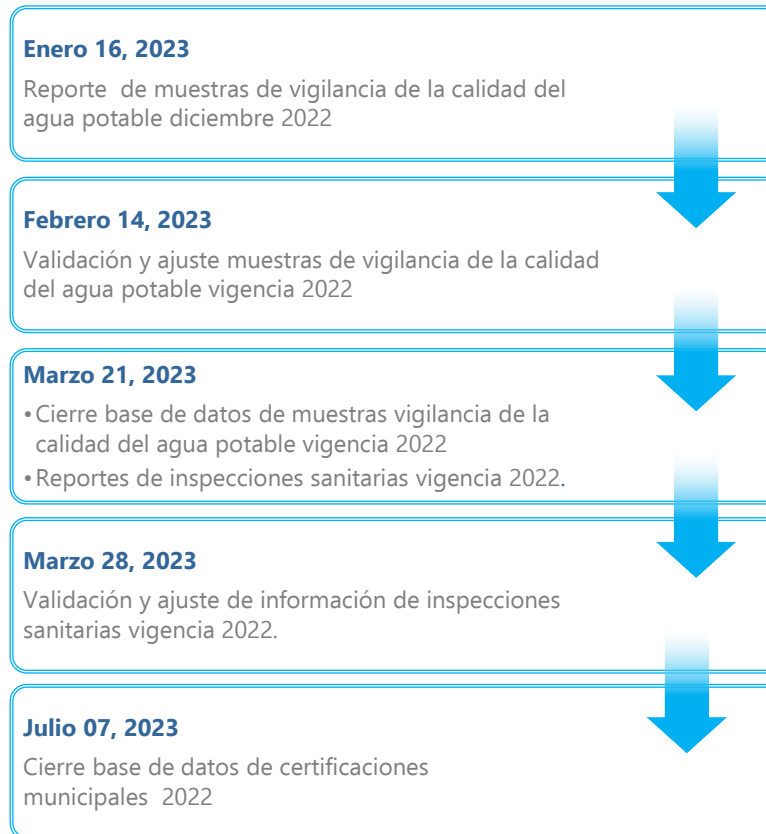 Enero 16, 2023
Reporte  de muestras de vigilancia de la calidad del
agua potable diciembre 2022
Febrero 14, 2023
Validación y ajuste muestras de vigilancia de la calidad
del agua potable vigencia 2022
Marzo 21, 2023
•Cierre base de datos de muestras vigilancia de la
calidad del agua potable vigencia 2022
•Reportes de inspecciones sanitarias vigencia 2022.
Marzo 28, 2023
Validación y ajuste de información de inspecciones
sanitarias vigencia 2022.
Julio 07, 2023
Cierre base de datos de certificaciones
municipales  2022